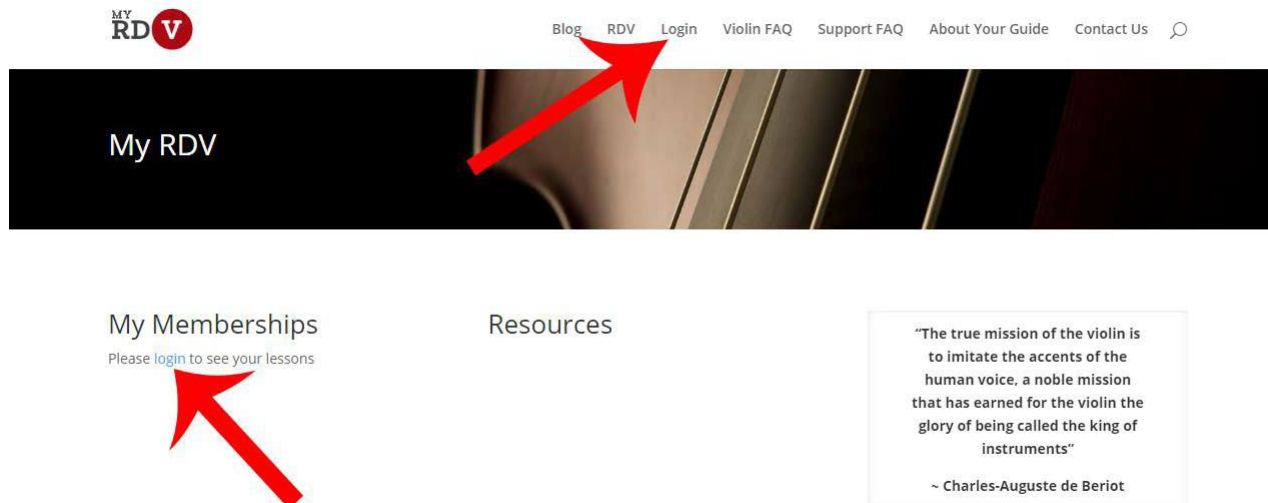 MY
RDV
Blog RDV Login Violin FAQ Support FAQ About Your Guide Contact Us
My RDV
My Memberships
Please login to see your lessons
Resources
“The true mission of the violin is
to imitate the accents of the
human voice, a noble mission
that has earned for the violin the
glory of being called the king of
instruments”
~ Charles-Auguste de Beriot